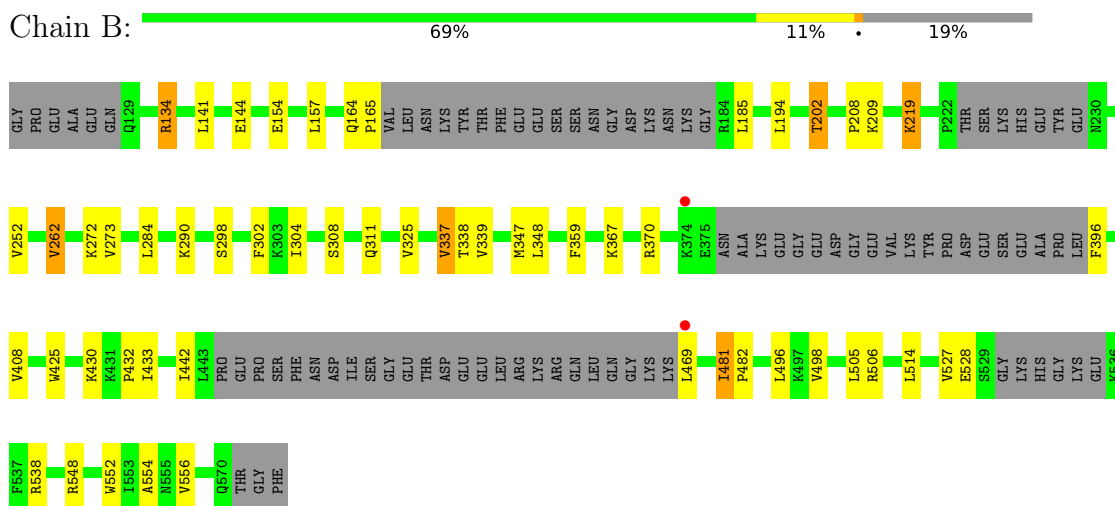 Chain B:
69% 11% • 19%
GLY PRO GLU ALA GLU GLN Q129 R134 L141 E144 E154 L157 Q164 P165 VAL LEU ASN LYS TYR THR PHE GLU GLU SER SER ASN GLY ASP LYS ASN LYS GLY R184 L185 L194 T202 P208 K209 K219 P222 THR SER LYS HIS GLU TYR GLU N230
V252 V262 K272 V273 L284 K290 S298 F302 K303 I304 S308 Q311 V325 V337 T338 V339 M347 L348 F359 K367 R370 K374 E375 ASN ALA LYS GLU GLY GLU ASP GLY GLU VAL LYS TYR PRO ASP GLU SER GLU ALA PRO LEU F396
V408 W425 K430 K431 P432 I433 I442 L443 PRO GLU PRO SER PHE ASN ASP ILE SER GLY GLU THR ASP GLU GLU LEU ARG LYS ARG GLN LEU GLN GLY LYS LYS L469 I481 P482 L496 K497 V498 L505 R506 L514 V527 E528 S529 GLY LYS HIS GLY LYS GLU K536
F537 R538 R548 W552 I553 A554 N555 V556 Q570 THR GLY PHE